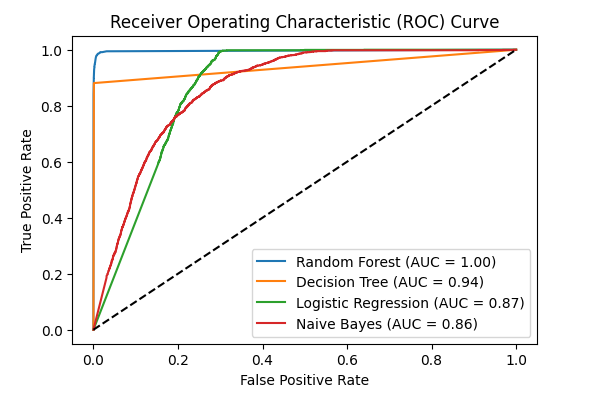 Receiver Operating Characteristic (ROC) Curve
1.0
0.8
0.6
0.4
0.2
0.0
True Positive Rate
Random Forest (AUC = 1.00)
Decision Tree (AUC = 0.94)
Logistic Regression (AUC = 0.87)
Naive Bayes (AUC = 0.86)
0.0 0.2 0.4 0.6 0.8 1.0
False Positive Rate